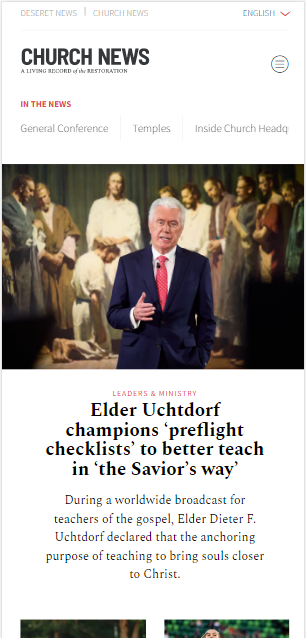 DESERET NEWS | CHURCH NEWS ENGLISH
CHURCH NEWS
A LIVING RECORD of the RESTORATION
IN THE NEWS
General Conference Temples Inside Church Headq
LEADERS & MINISTRY
Elder Uchtdorf
champions ‘preflight
checklists’ to better teach
in ‘the Savior’s way’
During a worldwide broadcast for
teachers of the gospel, Elder Dieter F.
Uchtdorf declared that the anchoring
purpose of teaching to bring souls closer
to Christ.